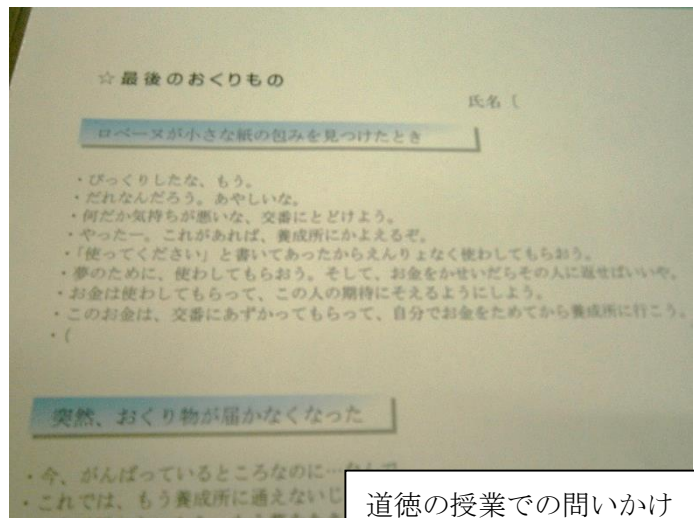 ☆最後のおくりもの
氏名(
ロベーヌが小さな紙の包みを見つけたとき
・びっくりしたな、もう。
・だれなんだろう。あやしいな。
・何だか気持ちが悪いな、交番にとどけよう。
・やったー。これがあれば、養成所にかよえるぞ。
・「使ってください」と書いてあったからえんりょなく使わしてもらおう。
・夢のために、使わしてもらおう。そして、お金をかせいだらその人に返せばいいや。
・お金は使わしてもらって、この人の期待にそえるようにしよう。
・このお金は、交番にあずかってもらって、自分でお金をためてから養成所に行こう。
・(
突然、おくり物が届かなくなった
・今、がんばっているところなのに…
・これでは、もう養成所に通えないじ
道徳の授業での問いかけ